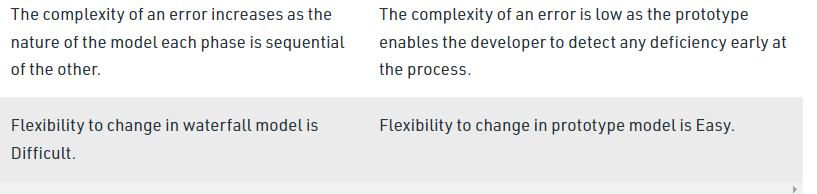 The complexity of an error increases as the
nature of the model each phase is sequential
of the other.
The complexity of an error is low as the prototype
enables the developer to detect any deficiency early at
the process.
Flexibility to change in waterfall model is
Difficult.
Flexibility to change in prototype model is Easy.